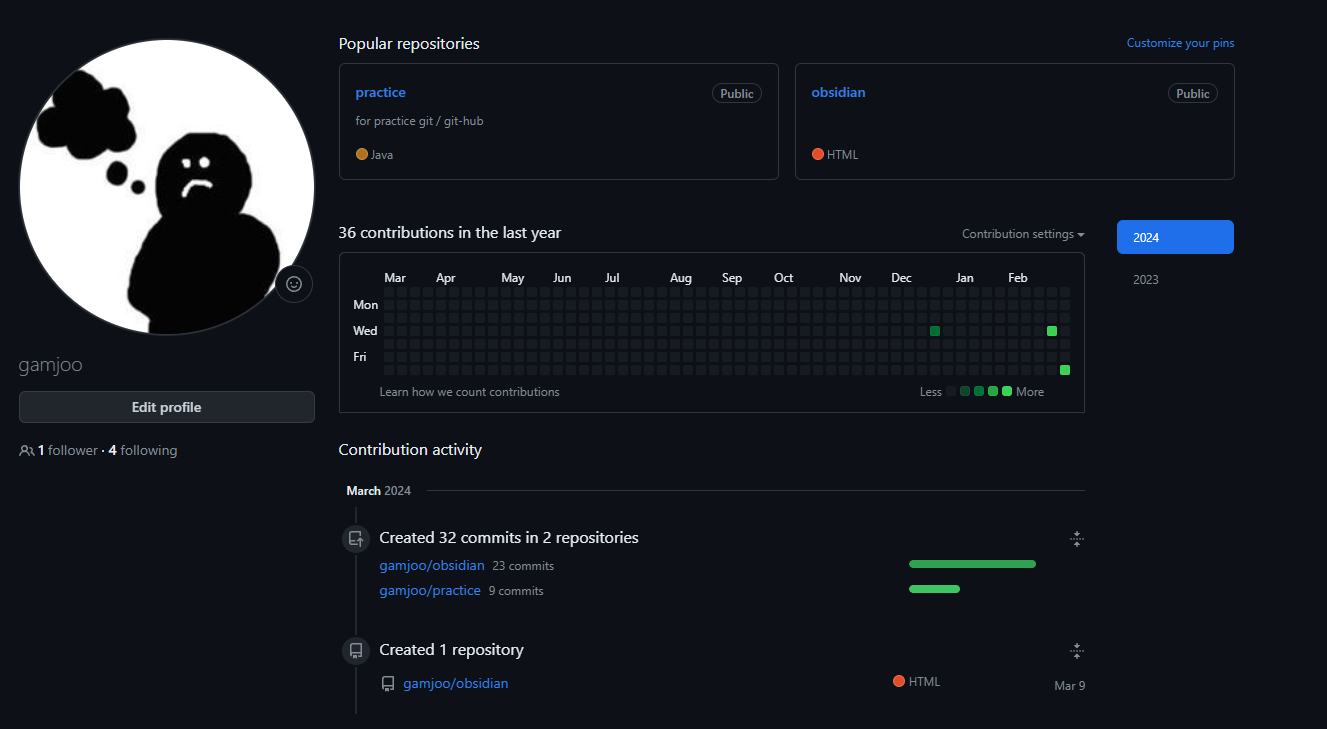 Popular repositories
Customize your pins
practice
Public
for practice git / git-hub
Java
obsidian
Public
HTML
gamjoo
Edit profile
1 follower · 4 following
36 contributions in the last year
Contribution settings
2024
2023
Mar Apr May Jun Jul Aug Sep Oct Nov Dec Jan Feb
Mon
Wed
Fri
Learn how we count contributions
Less More
Contribution activity
March 2024
Created 32 commits in 2 repositories
gamjoo/obsidian 23 commits
gamjoo/practice 9 commits
Created 1 repository
gamjoo/obsidian HTML Mar 9